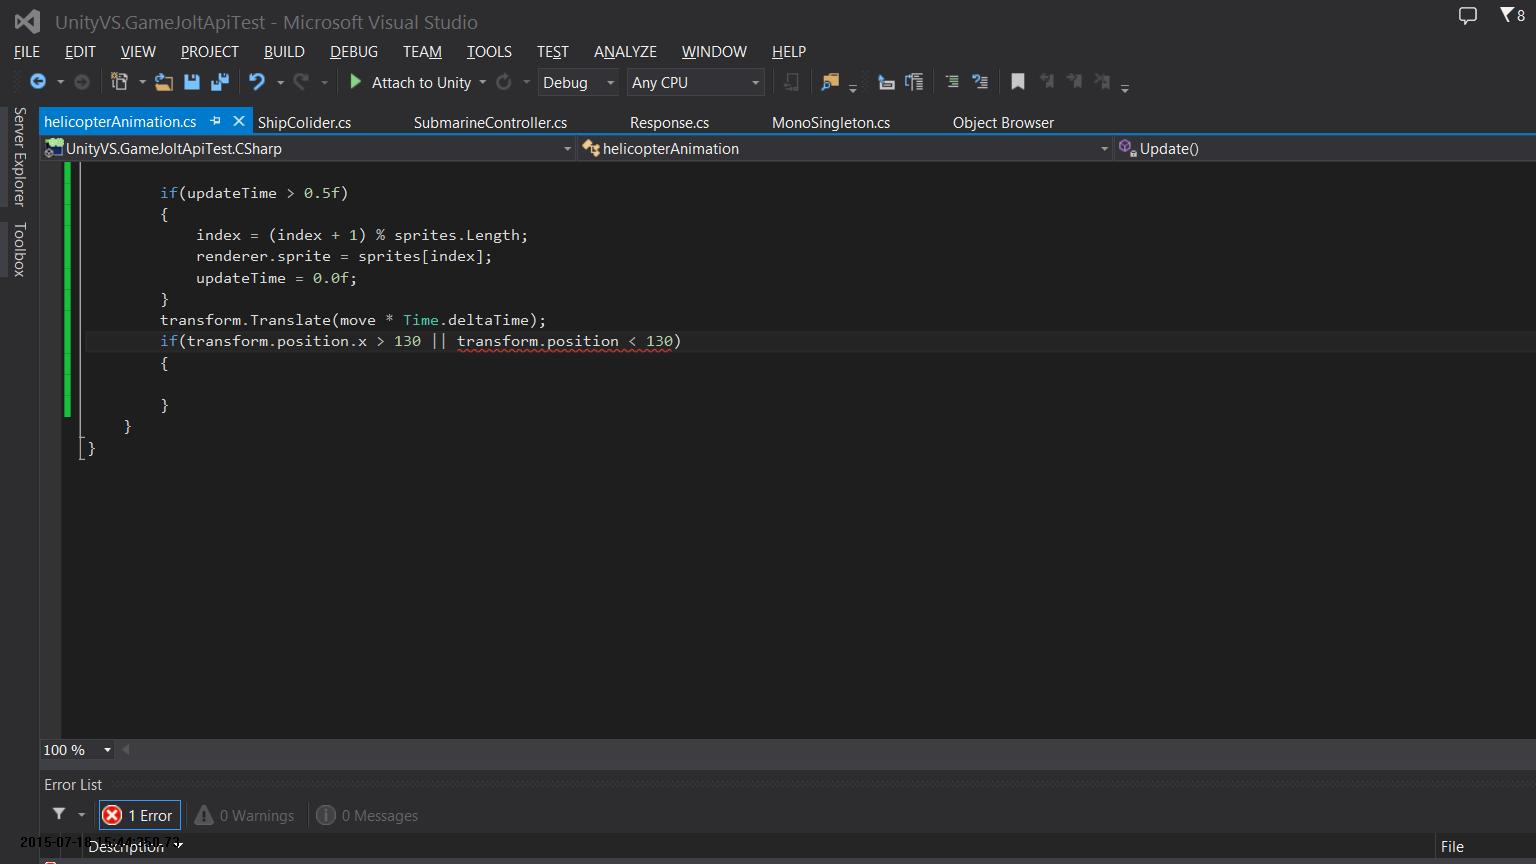 UnityVS.GameJoltApiTest - Microsoft Visual Studio
8
FILE EDIT VIEW PROJECT BUILD DEBUG TEAM TOOLS TEST ANALYZE WINDOW HELP
Attach to Unity Debug Any CPU
Server Explorer
Toolbox
helicopterAnimation.cs ShipColider.cs SubmarineController.cs Response.cs MonoSingleton.cs Object Browser
UnityVS.GameJoltApiTest.CSharp helicopterAnimation Update()
if(updateTime > 0.5f)
{
index = (index + 1) % sprites.Length;
renderer.sprite = sprites[index];
updateTime = 0.0f;
}
transform.Translate(move * Time.deltaTime);
if(transform.position.x > 130 || transform.position < 130)
{
}
}
}
100 %
Error List
1 Error 0 Warnings 0 Messages
Description File